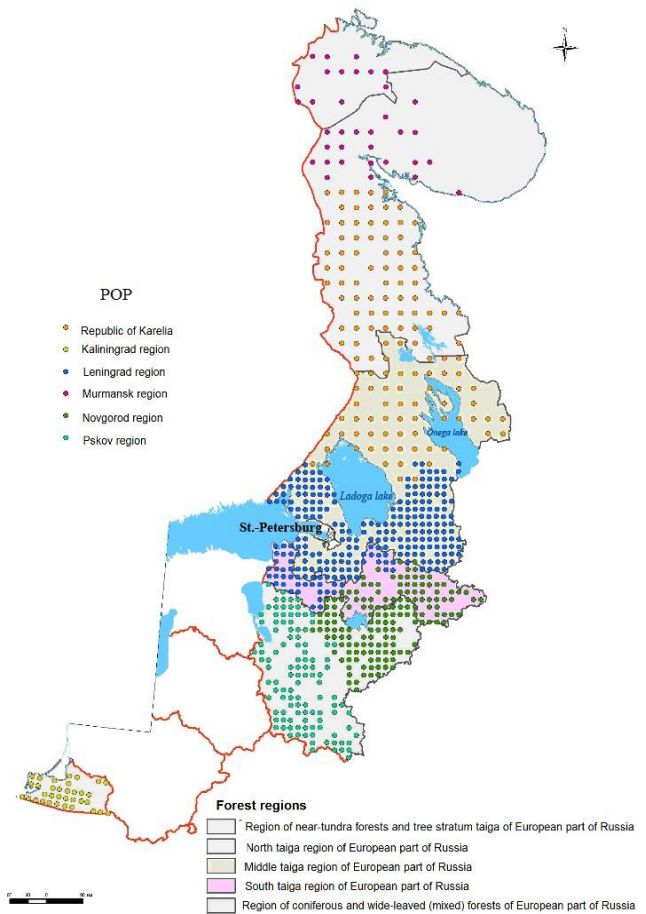 POP
Republic of Karelia
Kaliningrad region
Leningrad region
Murmansk region
Novgorod region
Pskov region
Onega lake
Ladoga lake
St.-Petersburg
Forest regions
Region of near-tundra forests and tree stratum taiga of European part of Russia
North taiga region of European part of Russia
Middle taiga region of European part of Russia
South taiga region of European part of Russia
Region of coniferous and wide-leaved (mixed) forests of European part of Russia